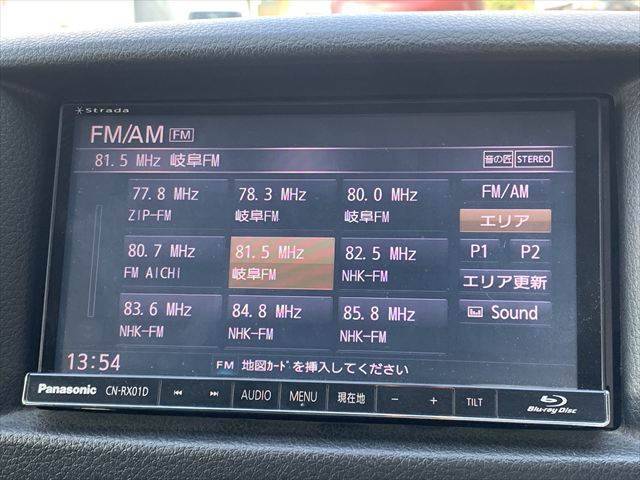 Strada
FM/AM FM
81.5 MHz 岐阜FM
音の匠 STEREO
77.8 MHz
ZIP-FM
78.3 MHz
岐阜FM
80.0 MHz
岐阜FM
FM/AM
エリア
80.7 MHz
FM AICHI
81.5 MHz
岐阜FM
82.5 MHz
NHK-FM
P1 P2
エリア更新
83.6 MHz
NHK-FM
84.8 MHz
NHK-FM
85.8 MHz
NHK-FM
Sound
13:54
FM 地図ｶｰﾄﾞを挿入してください
Panasonic CN-RX01D AUDIO MENU 現在地 − + TILT Blu-ray Disc